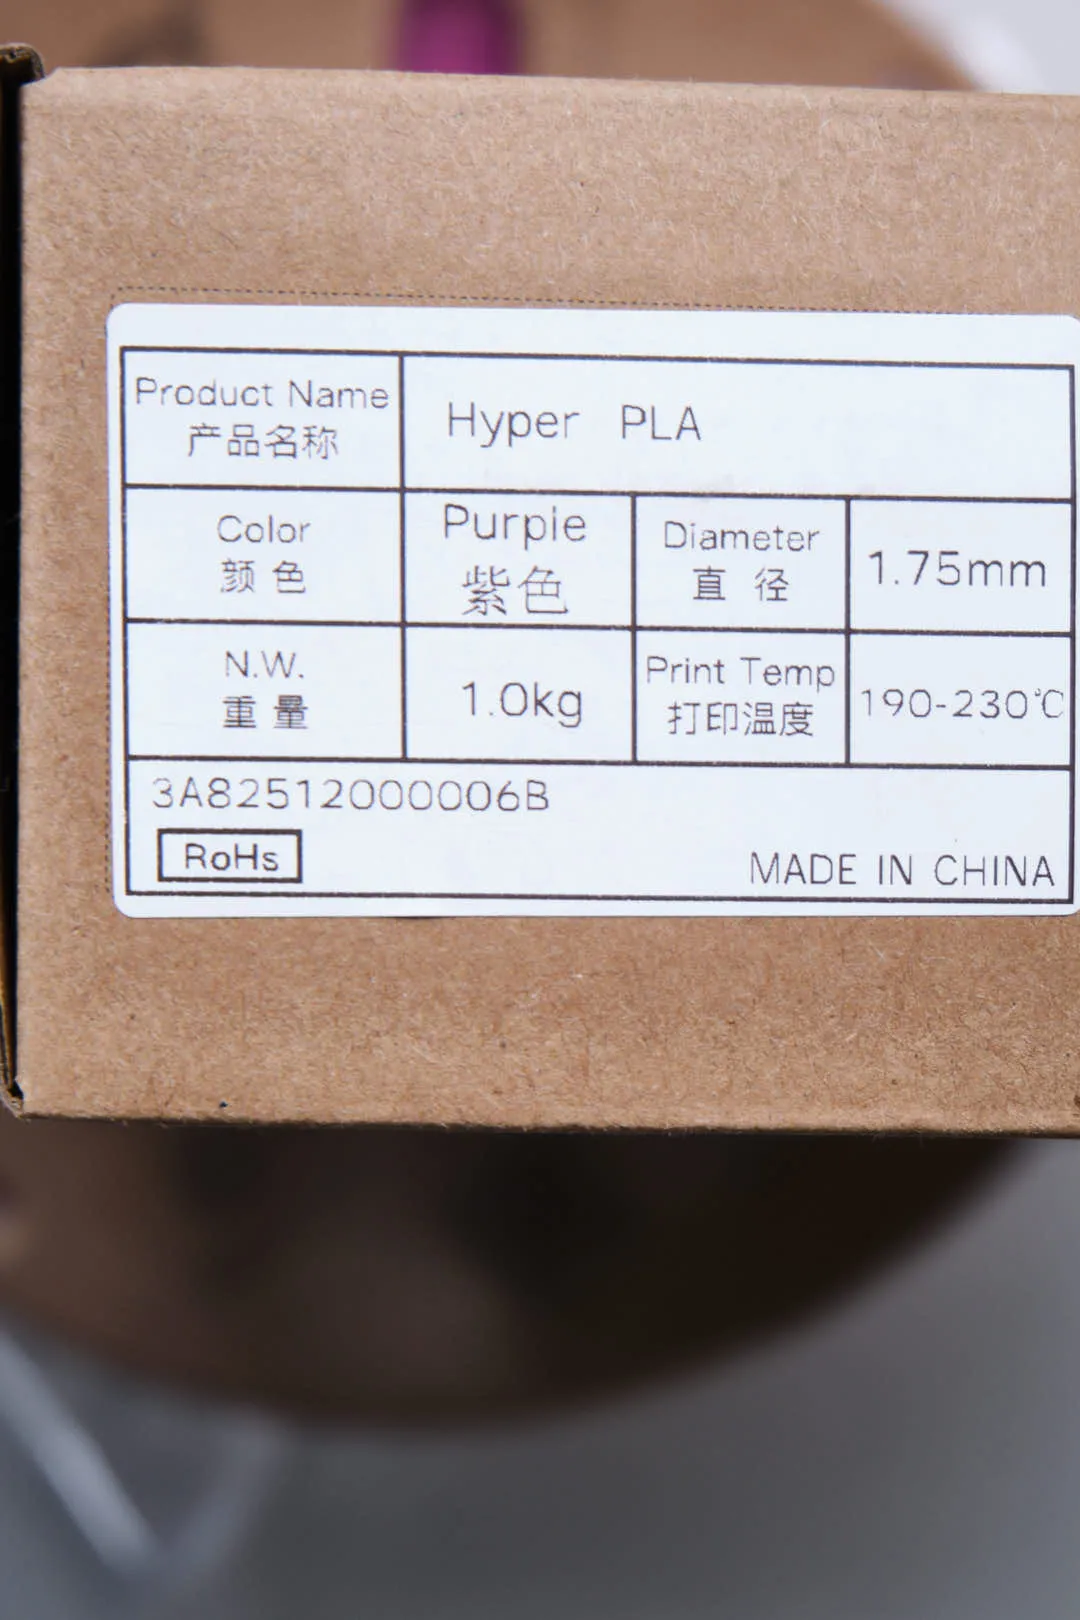 Product Name
产品名称
Hyper PLA
Color
颜色
Purpie
紫色
Diameter
直径
1.75mm
N.W.
重量
1.0kg
Print Temp
打印温度
190-230℃
3A82512000006B
RoHs
MADE IN CHINA